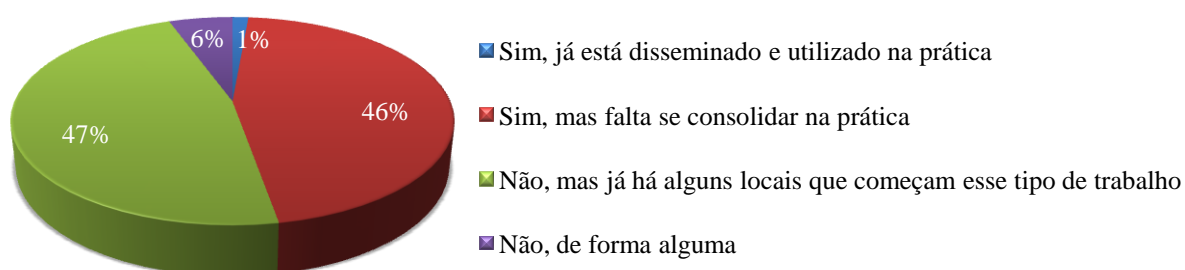 6%
1%
46%
47%
Sim, já está disseminado e utilizado na prática
Sim, mas falta se consolidar na prática
Não, mas já há alguns locais que começam esse tipo de trabalho
Não, de forma alguma